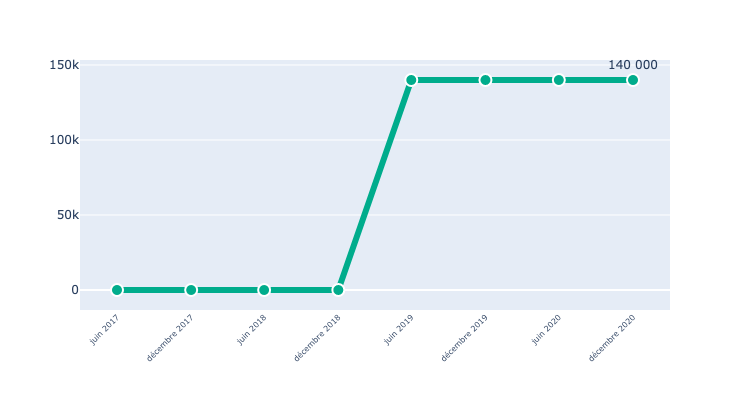 150k
140 000
100k
50k
0
juin 2017
décembre 2017
juin 2018
décembre 2018
juin 2019
décembre 2019
juin 2020
décembre 2020